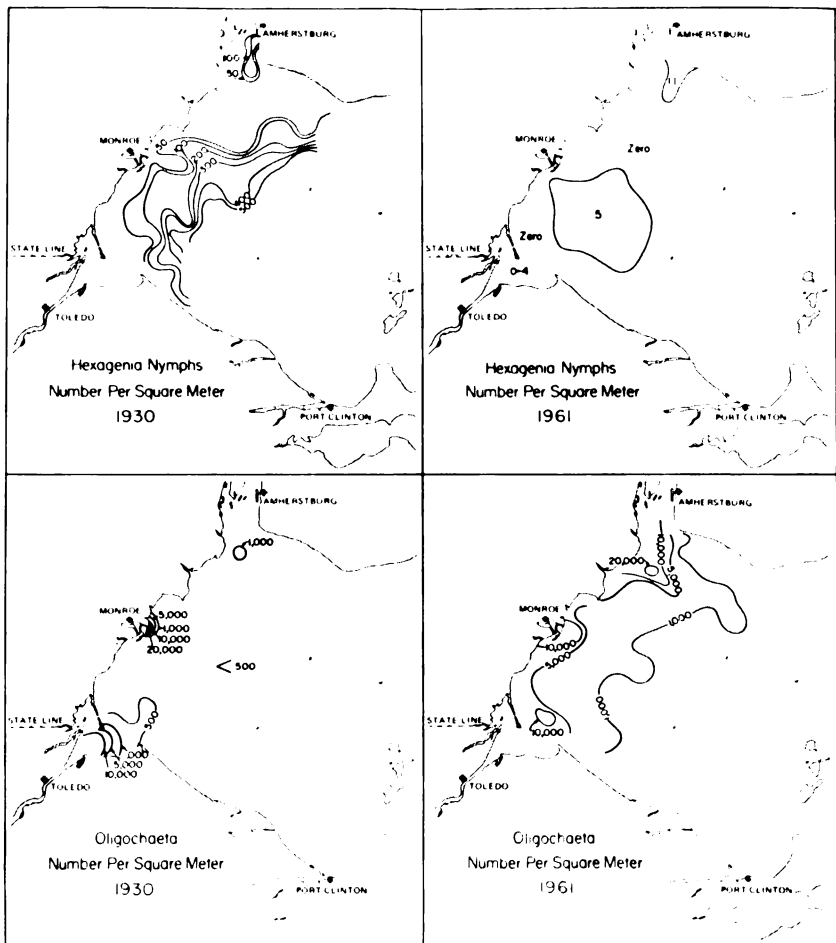 AMHERSTBURG
100
50
MONROE
50
200
300
STATE LINE
TOLEDO
PORT CLINTON
Hexagenia Nymphs
Number Per Square Meter
1930
AMHERSTBURG
11
MONROE
Zero
5
Zero
0-4
STATE LINE
TOLEDO
PORT CLINTON
Hexagenia Nymphs
Number Per Square Meter
1961
AMHERSTBURG
1,000
MONROE
5,000
1,000
10,000
20,000
< 500
500
STATE LINE
5,000
10,000
TOLEDO
PORT CLINTON
Oligochaeta
Number Per Square Meter
1930
AMHERSTBURG
20,000
5,000
1,000
MONROE
10,000
5,000
STATE LINE
10,000
TOLEDO
PORT CLINTON
Oligochaeta
Number Per Square Meter
1961